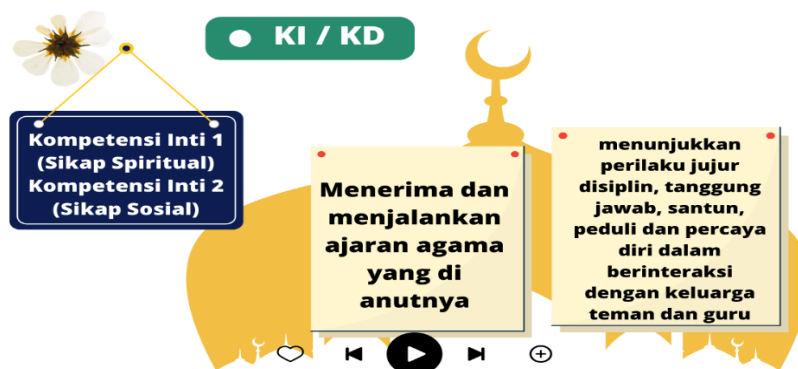 KI / KD
Kompetensi Inti 1
(Sikap Spiritual)
Kompetensi Inti 2
(Sikap Sosial)
Menerima dan
menjalankan
ajaran agama
yang di
anutnya
menunjukkan
perilaku jujur
disiplin, tanggung
jawab, santun,
peduli dan percaya
diri dalam
berinteraksi
dengan keluarga
teman dan guru